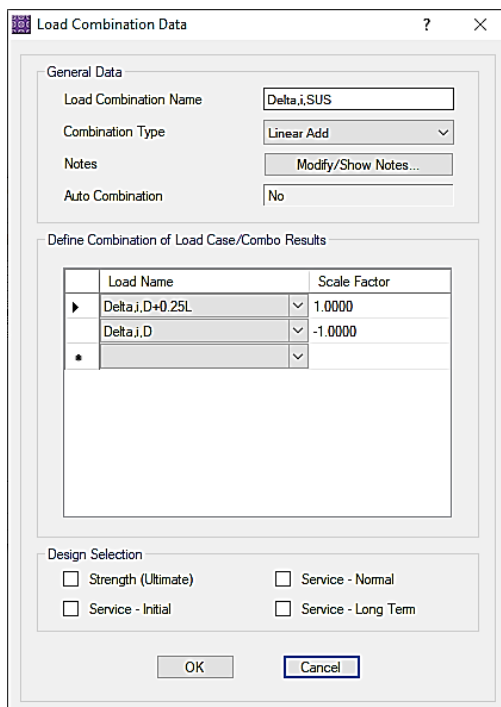 Load Combination Data ?
General Data
Load Combination Name Delta,i,SUS
Combination Type Linear Add
Notes Modify/Show Notes...
Auto Combination No
Define Combination of Load Case/Combo Results
Load Name Scale Factor
Delta,i,D+0.25L 1.0000
Delta,i,D -1.0000
Design Selection
Strength (Ultimate) Service - Normal
Service - Initial Service - Long Term
OK Cancel